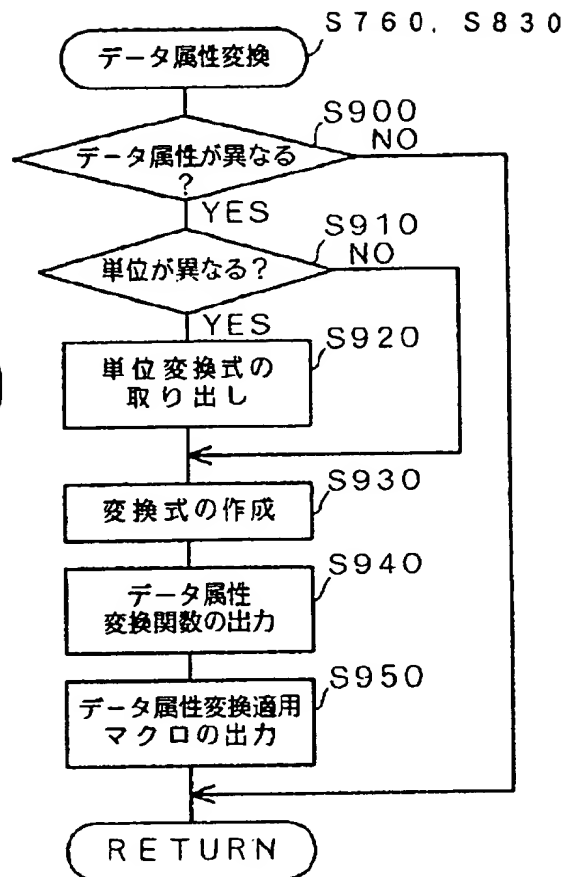 S760, S830
データ属性変換
S900
データ属性が異なる
?
NO
YES
S910
単位が異なる?
NO
YES
S920
単位変換式の
取り出し
S930
変換式の作成
S940
データ属性
変換関数の出力
S950
データ属性変換適用
マクロの出力
RETURN